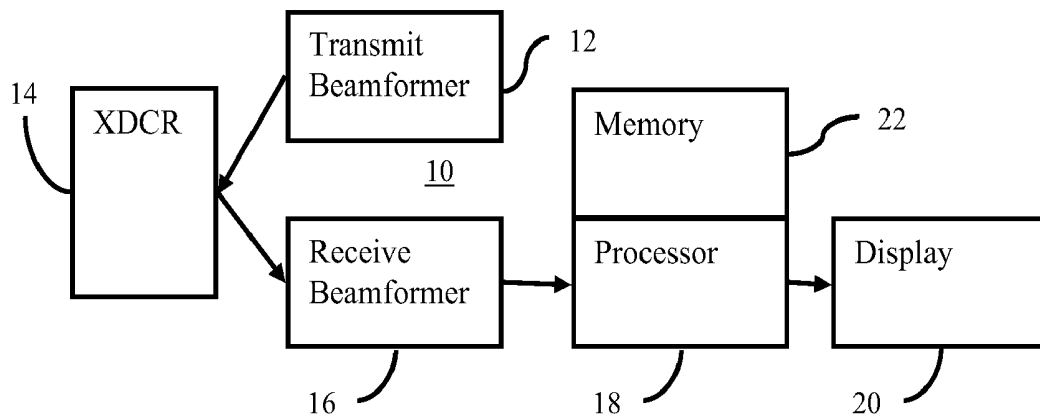 Transmit
Beamformer
12
14
XDCR
Memory
22
10
Receive
Beamformer
Processor
Display
16
18
20